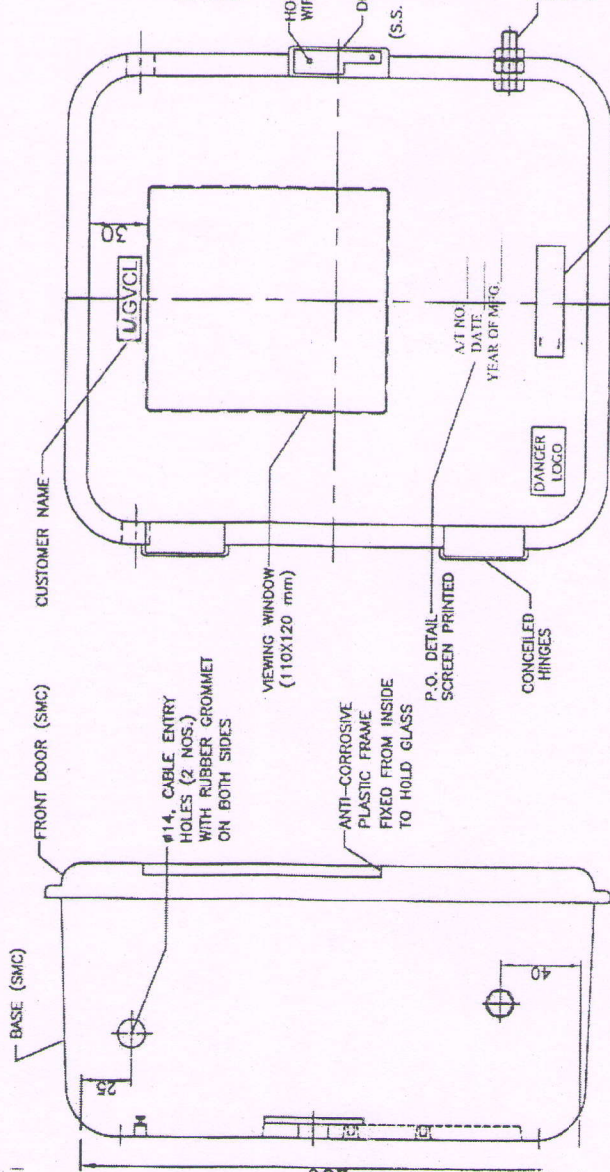 BASE (SMC)
FRONT DOOR (SMC)
25
ø14, CABLE ENTRY
HOLES (2 NOS.)
WITH RUBBER GROMMET
ON BOTH SIDES
ANTI-CORROSIVE
PLASTIC FRAME
FIXED FROM INSIDE
TO HOLD GLASS
40
CUSTOMER NAME
UGVCL
30
VIEWING WINDOW
(110X120 mm)
P.O. DETAIL
SCREEN PRINTED
A/T NO.
DATE
YEAR OF MFG.
DANGER
LOGO
CONCEILED
HINGES
(S.S.